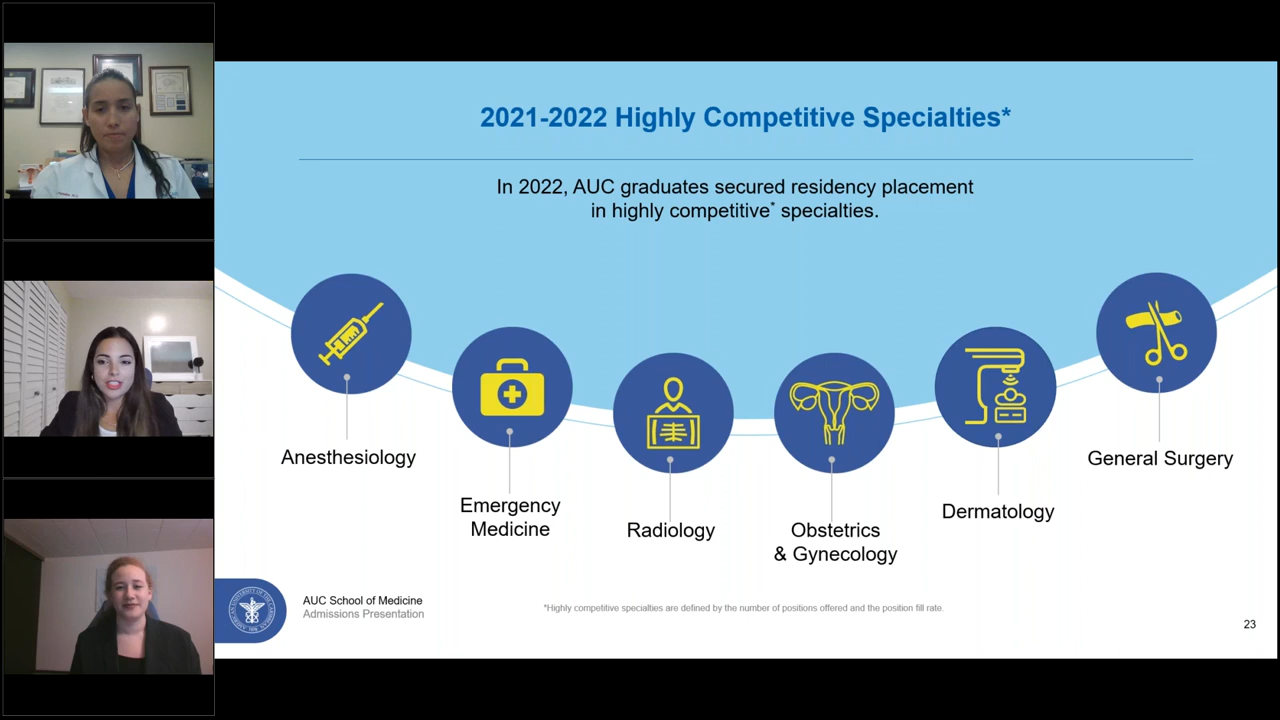 2021-2022 Highly Competitive Specialties*
In 2022, AUC graduates secured residency placement
in highly competitive* specialties.
Anesthesiology
Emergency
Medicine
Radiology
Obstetrics
& Gynecology
Dermatology
General Surgery
AUC School of Medicine
Admissions Presentation
*Highly competitive specialties are defined by the number of positions offered and the position fill rate.
23